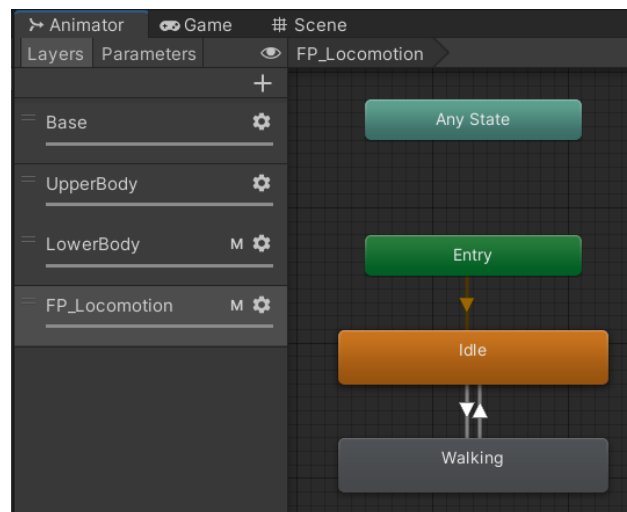 Animator Game Scene
Layers Parameters FP_Locomotion
Base
Any State
UpperBody
LowerBody M
Entry
FP_Locomotion M
Idle
Walking